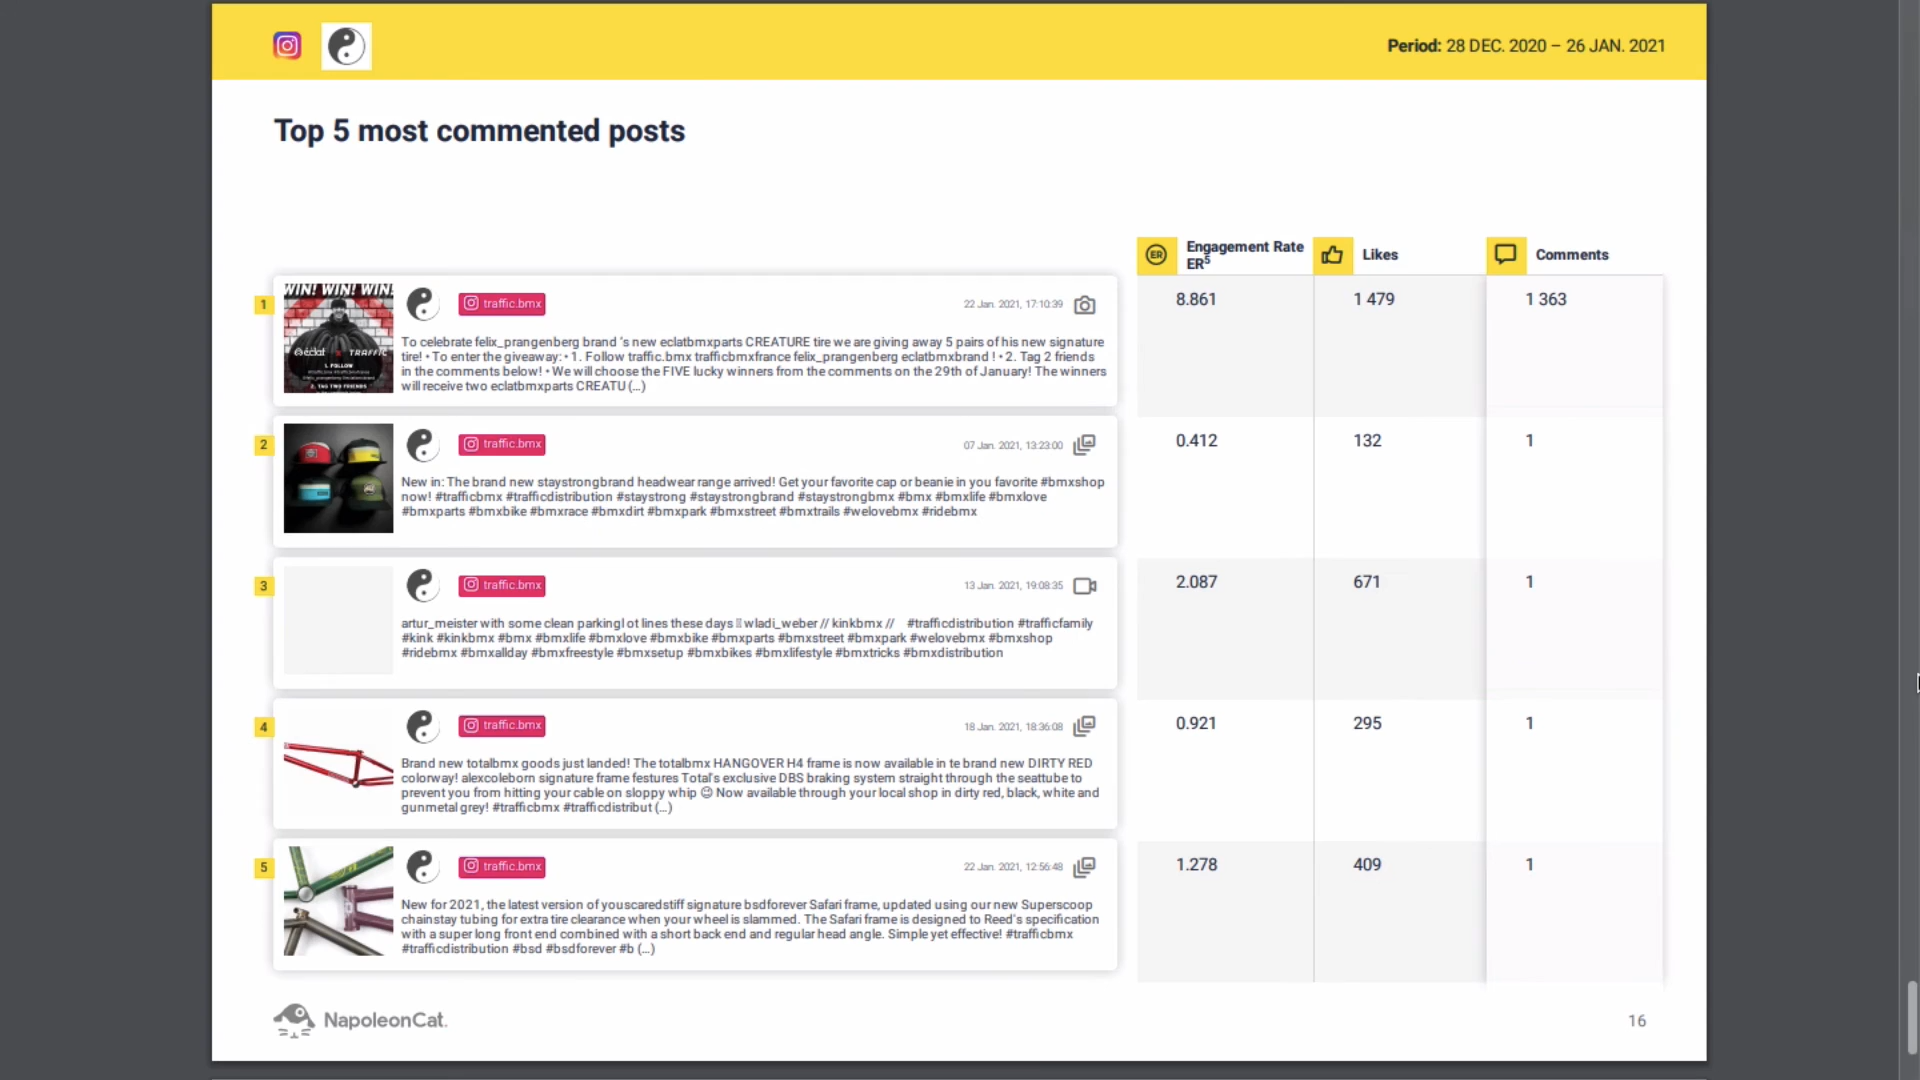 Period: 28 DEC. 2020 – 26 JAN. 2021
Top 5 most commented posts
ER
Engagement Rate
ER⁵
Likes
Comments
1
WIN! WIN! WIN!
éclat x TRAFFIC
1. FOLLOW
2. TAG TWO FRIENDS
traffic.bmx
22 Jan. 2021, 17:10:39
To celebrate felix_prangenberg brand 's new eclatbmxparts CREATURE tire we are giving away 5 pairs of his new signature
tire! • To enter the giveaway: • 1. Follow traffic.bmx trafficbmxfrance felix_prangenberg eclatbmxbrand ! • 2. Tag 2 friends
in the comments below! • We will choose the FIVE lucky winners from the comments on the 29th of January! The winners
will receive two eclatbmxparts CREATU (...)
8.861
1 479
1 363
2
traffic.bmx
07 Jan. 2021, 13:23:00
New in: The brand new staystrongbrand headwear range arrived! Get your favorite cap or beanie in you favorite #bmxshop
now! #trafficbmx #trafficdistribution #staystrong #staystrongbrand #staystrongbmx #bmx #bmxlife #bmxlove
#bmxparts #bmxbike #bmxrace #bmxdirt #bmxpark #bmxstreet #bmxtrails #welovebmx #ridebmx
0.412
132
1
3
traffic.bmx
13 Jan. 2021, 19:08:35
artur_meister with some clean parkingl ot lines these days wladi_weber // kinkbmx // #trafficdistribution #trafficfamily
#kink #kinkbmx #bmx #bmxlife #bmxlove #bmxbike #bmxparts #bmxstreet #bmxpark #welovebmx #bmxshop
#ridebmx #bmxallday #bmxfreestyle #bmxsetup #bmxbikes #bmxlifestyle #bmxtricks #bmxdistribution
2.087
671
1
4
traffic.bmx
18 Jan. 2021, 18:36:08
Brand new totalbmx goods just landed! The totalbmx HANGOVER H4 frame is now available in te brand new DIRTY RED
colorway! alexcoleborn signature frame festures Total's exclusive DBS braking system straight through the seattube to
prevent you from hitting your cable on sloppy whip 😉 Now available through your local shop in dirty red, black, white and
gunmetal grey! #trafficbmx #trafficdistribut (...)
0.921
295
1
5
traffic.bmx
22 Jan. 2021, 12:56:48
New for 2021, the latest version of youscaredstiff signature bsdforever Safari frame, updated using our new Superscoop
chainstay tubing for extra tire clearance when your wheel is slammed. The Safari frame is designed to Reed's specification
with a super long front end combined with a short back end and regular head angle. Simple yet effective! #trafficbmx
#trafficdistribution #bsd #bsdforever #b (...)
1.278
409
1
NapoleonCat.
16